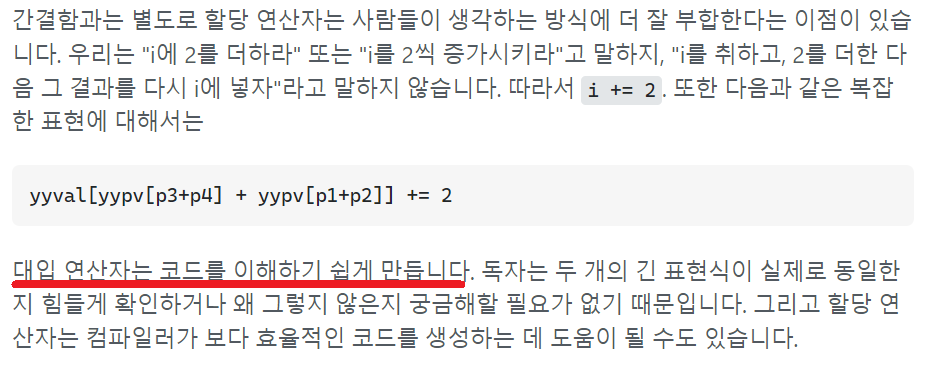 간결함과는 별도로 할당 연산자는 사람들이 생각하는 방식에 더 잘 부합한다는 이점이 있습
니다. 우리는 "i에 2를 더하라" 또는 "i를 2씩 증가시키라"고 말하지, "i를 취하고, 2를 더한 다
음 그 결과를 다시 i에 넣자"라고 말하지 않습니다. 따라서 i += 2. 또한 다음과 같은 복잡
한 표현에 대해서는
yyval[yypv[p3+p4] + yypv[p1+p2]] += 2
대입 연산자는 코드를 이해하기 쉽게 만듭니다. 독자는 두 개의 긴 표현식이 실제로 동일한
지 힘들게 확인하거나 왜 그렇지 않은지 궁금해할 필요가 없기 때문입니다. 그리고 할당 연
산자는 컴파일러가 보다 효율적인 코드를 생성하는 데 도움이 될 수도 있습니다.